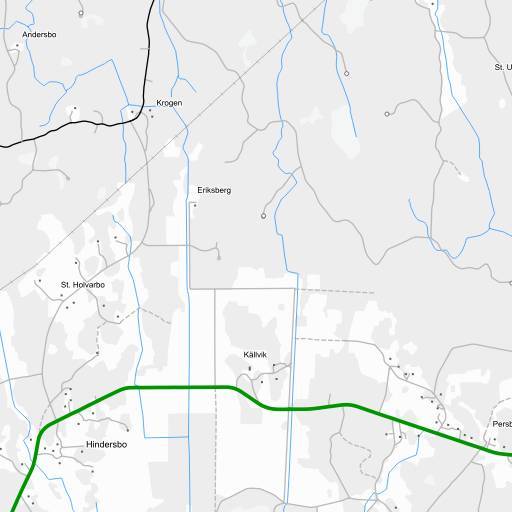 Andersbo
St. U
Krogen
Eriksberg
St. Holvarbo
Källvik
Hindersbo
Persb